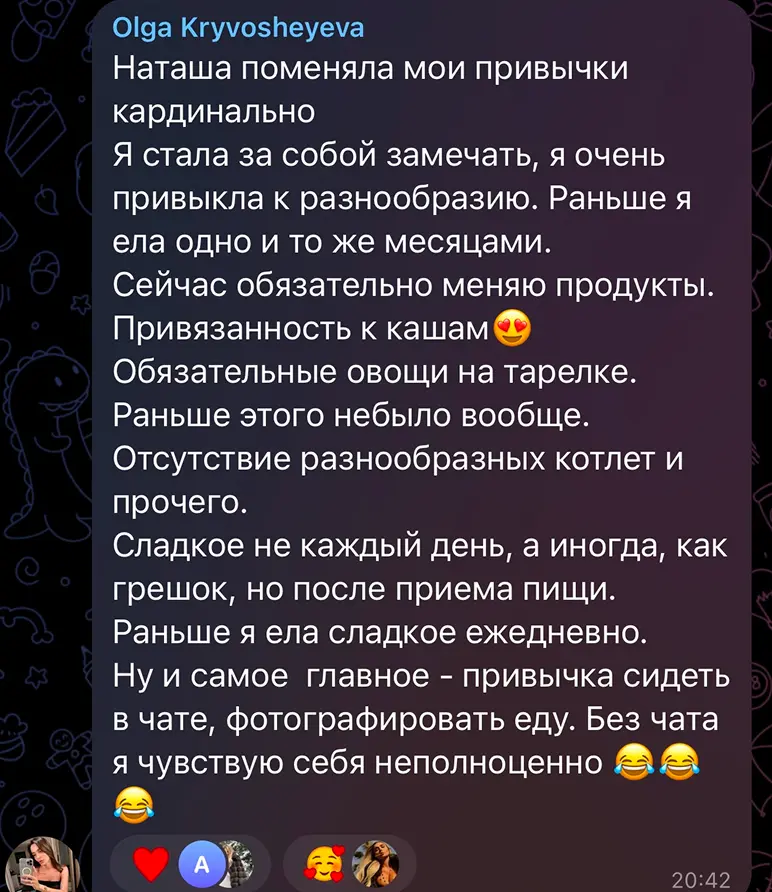 Olga Kryvosheyeva
Наташа поменяла мои привычки
кардинально
Я стала за собой замечать, я очень
привыкла к разнообразию. Раньше я
ела одно и то же месяцами.
Сейчас обязательно меняю продукты.
Привязанность к кашам😍
Обязательные овощи на тарелке.
Раньше этого небыло вообще.
Отсутствие разнообразных котлет и
прочего.
Сладкое не каждый день, а иногда, как
грешок, но после приема пищи.
Раньше я ела сладкое ежедневно.
Ну и самое  главное - привычка сидеть
в чате, фотографировать еду. Без чата
я чувствую себя неполноценно 😂😂
😂
A
20:42